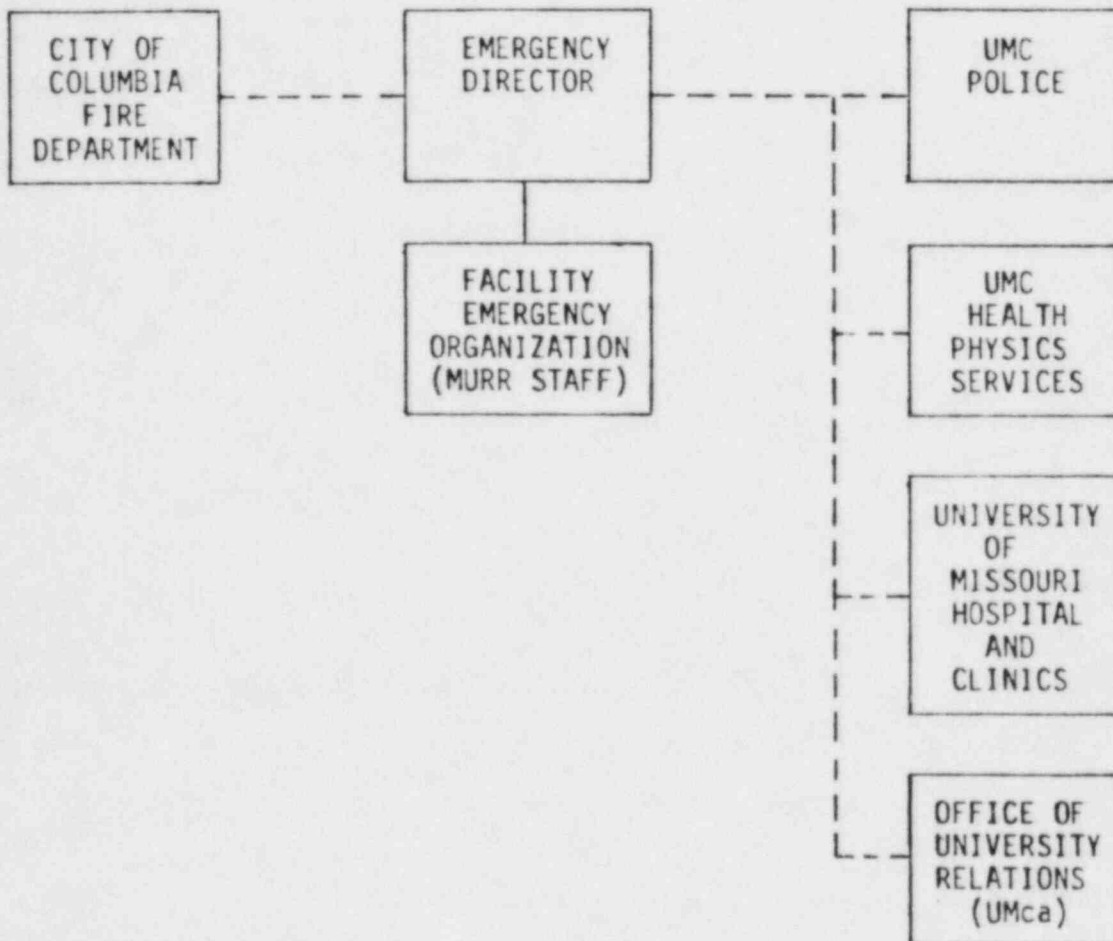 CITY OF
COLUMBIA
FIRE
DEPARTMENT
EMERGENCY
DIRECTOR
UMC
POLICE
FACILITY
EMERGENCY
ORGANIZATION
(MURR STAFF)
UMC
HEALTH
PHYSICS
SERVICES
UNIVERSITY
OF
MISSOURI
HOSPITAL
AND
CLINICS
OFFICE OF
UNIVERSITY
RELATIONS
(UMca)